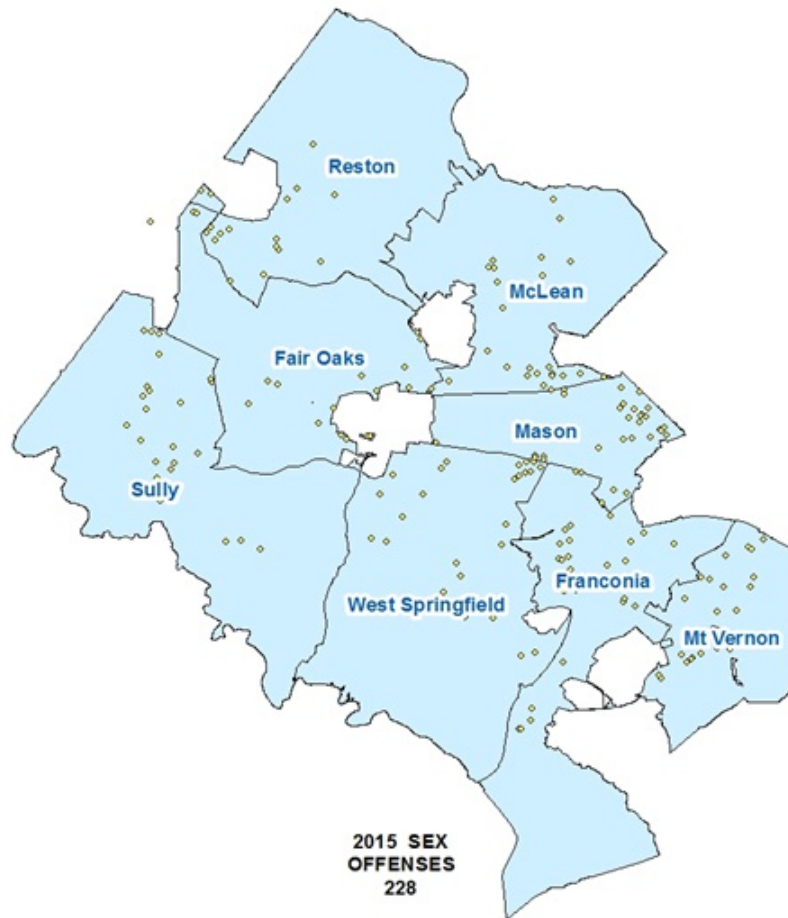 Reston
McLean
Fair Oaks
Mason
Sully
Franconia
West Springfield
Mt Vernon
2015 SEX
OFFENSES
228